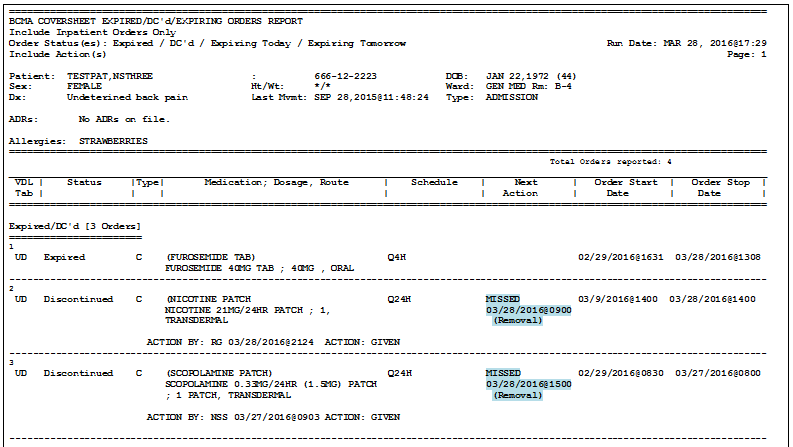 BCMA COVERSHEET EXPIRED/DC'd/EXPIRING ORDERS REPORT
Include Inpatient Orders Only
Order Status(es): Expired / DC'd / Expiring Today / Expiring Tomorrow Run Date: MAR 28, 2016@17:29
Include Action(s) Page: 1
Patient: TESTPAT,NSTHREE : 666-12-2223 DOB: JAN 22,1972 (44)
Sex: FEMALE Ht/Wt: */* Ward: GEN MED Rm: B-4
Dx: Undetexined back pain Last Mvmt: SEP 28,2015@11:48:24 Type: ADMISSION
ADRs: No ADRs on file.
Allergies: STRAWBERRIES
Total Orders reported: 4
VDL | Status |Type| Medication; Dosage, Route | Schedule | Next | Order Start | Order Stop |
Tab | | | | | Action | Date | Date |
Expired/DC'd [3 Orders]
1
UD Expired C (FUROSEMIDE TAB) Q4H 02/29/2016@1631 03/28/2016@1308
FUROSEMIDE 40MG TAB ; 40MG , ORAL
2
UD Discontinued C (NICOTINE PATCH Q24H MISSED 03/9/2016@1400 03/28/2016@1400
NICOTINE 21MG/24HR PATCH ; 1, 03/28/2016@0900
TRANSDERMAL (Removal)
ACTION BY: RG 03/28/2016@2124 ACTION: GIVEN
3
UD Discontinued C (SCOPOLAMINE PATCH) Q24H MISSED 02/29/2016@0830 03/27/2016@0800
SCOPOLAMINE 0.33MG/24HR (1.5MG) PATCH 03/28/2016@1500
; 1 PATCH, TRANSDERMAL (Removal)
ACTION BY: NSS 03/27/2016@0903 ACTION: GIVEN